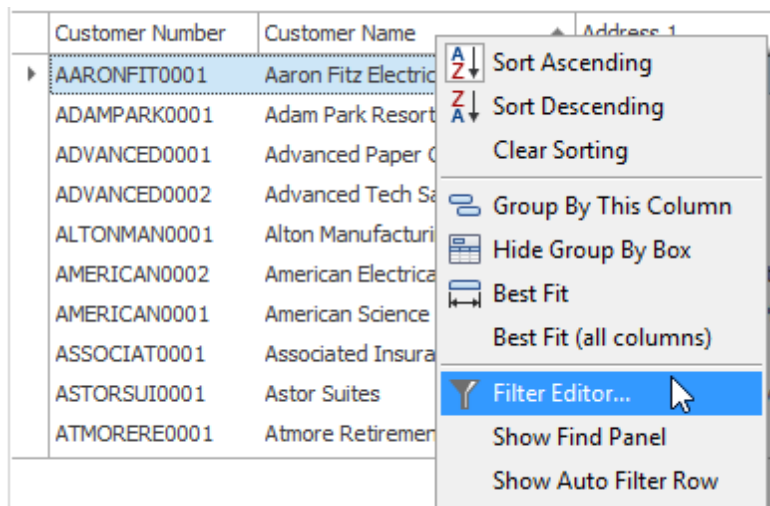 Customer Number Customer Name Address 1
AARONFIT0001 Aaron Fitz Electric
ADAMPARK0001 Adam Park Resort
ADVANCED0001 Advanced Paper
ADVANCED0002 Advanced Tech
ALTONMAN0001 Alton Manufacturi
AMERICAN0002 American Electrica
AMERICAN0001 American Science
ASSOCIAT0001 Associated Insura
ASTORSUI0001 Astor Suites
ATMORERE0001 Atmore Retiremen
Sort Ascending
Sort Descending
Clear Sorting
Group By This Column
Hide Group By Box
Best Fit
Best Fit (all columns)
Filter Editor...
Show Find Panel
Show Auto Filter Row